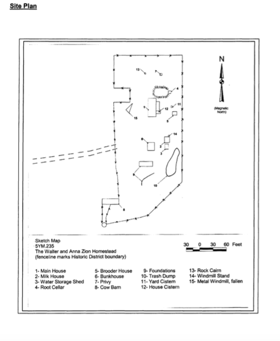 Site Plan
N
(magnetic
north)
Sketch Map
5YM.235
The Walter and Anna Zion Homestead
(fenceline marks Historic District boundary)
30 0 30 60 Feet
1- Main House
2- Milk House
3- Water Storage Shed
4- Root Cellar
5- Brooder House
6- Bunkhouse
7- Privy
8- Cow Barn
9- Foundations
10- Trash Dump
11- Yard Cistern
12- House Cistern
13- Rock Cairn
14- Windmill Stand
15- Metal Windmill, fallen